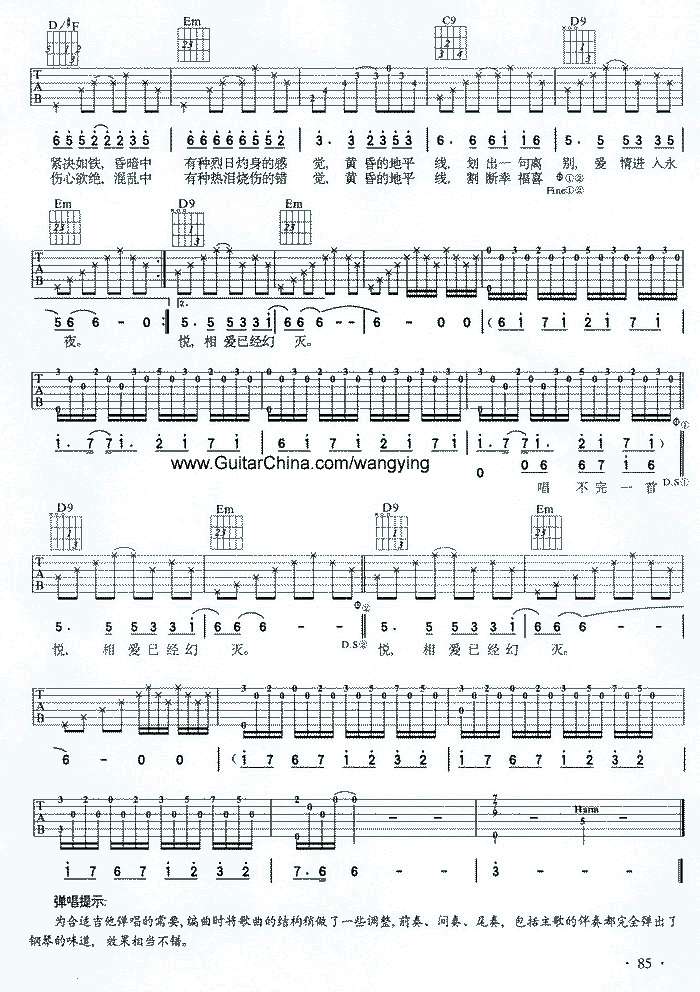 D/#F Em C9 D9
T A B
6 5 5 2 2 2 3 5 6 6 6 6 6 5 5 2 3. 2 3 5 5 2 6. 6 6 i i 6 5. 5 5 3 3 5
紧决如铁，昏暗中 有种烈日灼身的感 觉，黄昏的地平 线，划出一句离 别，爱情进入永
伤心欲绝，混乱中 有种热泪烧伤的错 觉，黄昏的地平 线，割断幸福喜 Φ①②
Fine①②
Em D9 Em
T A B
2.
5 6 6 - 0 : 5. 5 5 3 3 i 6 6 6 - - 6 - 0 0 (6 i 7 i 2 i 7 i
夜。 悦，相爱已经幻 灭。
T A B
Φ①
i. 7 7 i. 2 i 7 i 6 i 7 i 2 i 7 i i. 7 7 i. 2 i 7 i)
www.GuitarChina.com/wangying
0 0 6 6 7 i 6
D.S①
唱 不完一首
D9 Em D9 Em
T A B
Φ②
5. 5 5 3 3 i 6 6 6 - - 5. 5 5 3 3 i 6 6 6 - -
D.S②
悦， 相爱已经幻 灭。 悦， 相爱已经幻 灭。
T A B
6 - 0 0 (i 7 6 7 i 2 3 2 i 7 6 7 i 2 3 2
T A B
Harm
i 7 6 7 i 2 3 2 7. 6 6 - - 3 - - -
弹唱提示:
为合适吉他弹唱的需要，编曲时将歌曲的结构稍做了一些调整，前奏、间奏、尾奏，包括主歌的伴奏都完全弹出了
钢琴的味道，效果相当不错。
· 85 ·